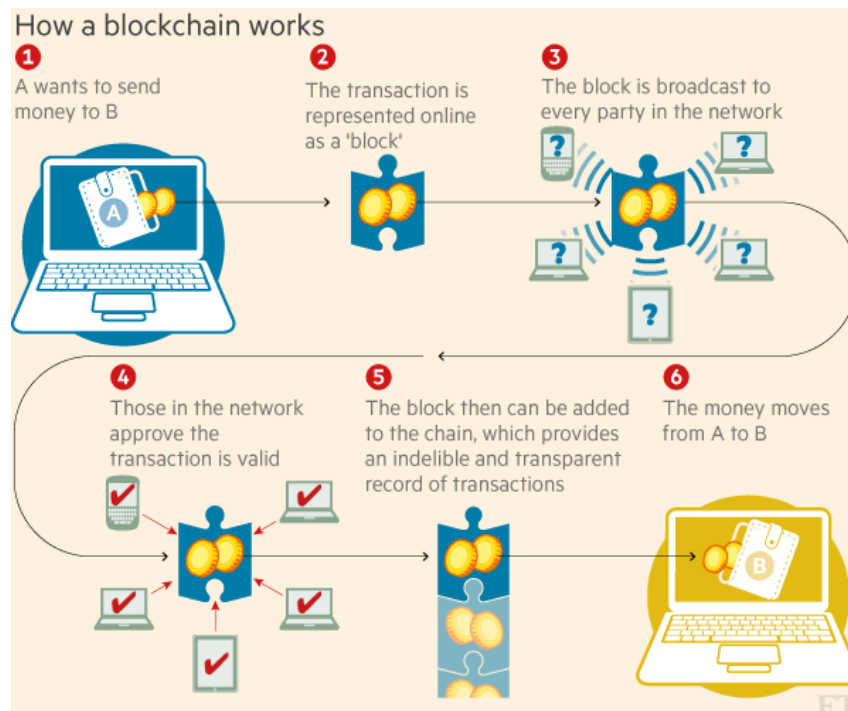 How a blockchain works
1
A wants to send
money to B
2
The transaction is
represented online
as a 'block'
3
The block is broadcast to
every party in the network
A
?
?
?
?
?
4
Those in the network
approve the
transaction is valid
5
The block then can be added
to the chain, which provides
an indelible and transparent
record of transactions
6
The money moves
from A to B
B
FT